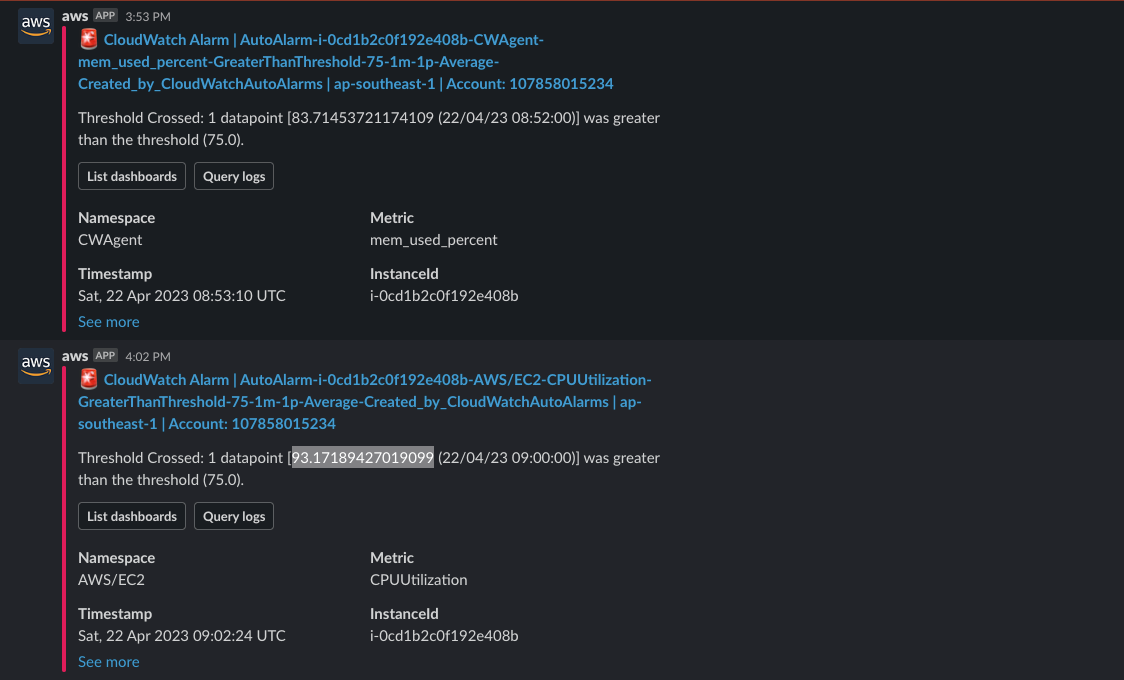 aws
aws APP 3:53 PM
CloudWatch Alarm | AutoAlarm-i-0cd1b2c0f192e408b-CWAgent-
mem_used_percent-GreaterThanThreshold-75-1m-1p-Average-
Created_by_CloudWatchAutoAlarms | ap-southeast-1 | Account: 107858015234
Threshold Crossed: 1 datapoint [83.71453721174109 (22/04/23 08:52:00)] was greater
than the threshold (75.0).
List dashboards Query logs
Namespace Metric
CWAgent mem_used_percent
Timestamp InstanceId
Sat, 22 Apr 2023 08:53:10 UTC i-0cd1b2c0f192e408b
See more
aws
aws APP 4:02 PM
CloudWatch Alarm | AutoAlarm-i-0cd1b2c0f192e408b-AWS/EC2-CPUUtilization-
GreaterThanThreshold-75-1m-1p-Average-Created_by_CloudWatchAutoAlarms | ap-
southeast-1 | Account: 107858015234
Threshold Crossed: 1 datapoint [93.17189427019099 (22/04/23 09:00:00)] was greater
than the threshold (75.0).
List dashboards Query logs
Namespace Metric
AWS/EC2 CPUUtilization
Timestamp InstanceId
Sat, 22 Apr 2023 09:02:24 UTC i-0cd1b2c0f192e408b
See more